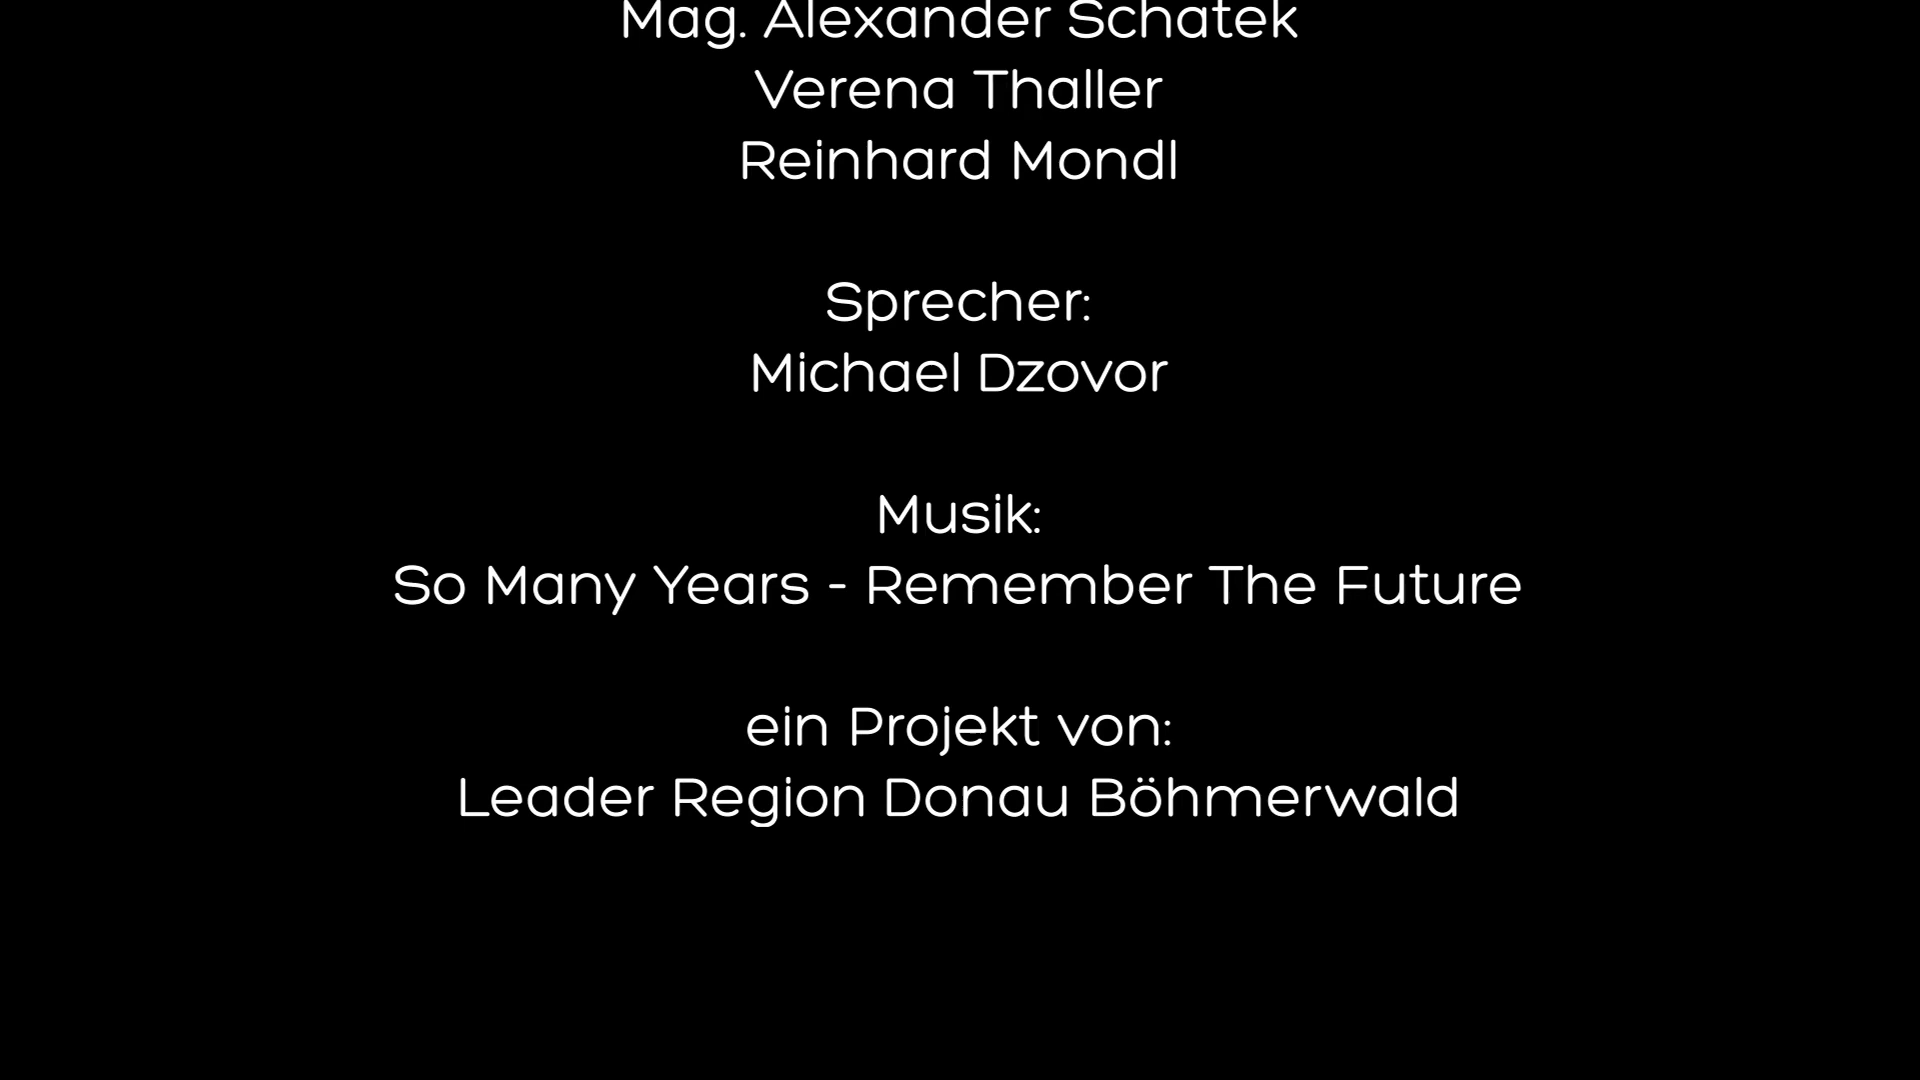 Mag. Alexander Schatek
Verena Thaller
Reinhard Mondl
Sprecher:
Michael Dzovor
Musik:
So Many Years - Remember The Future
ein Projekt von:
Leader Region Donau Böhmerwald